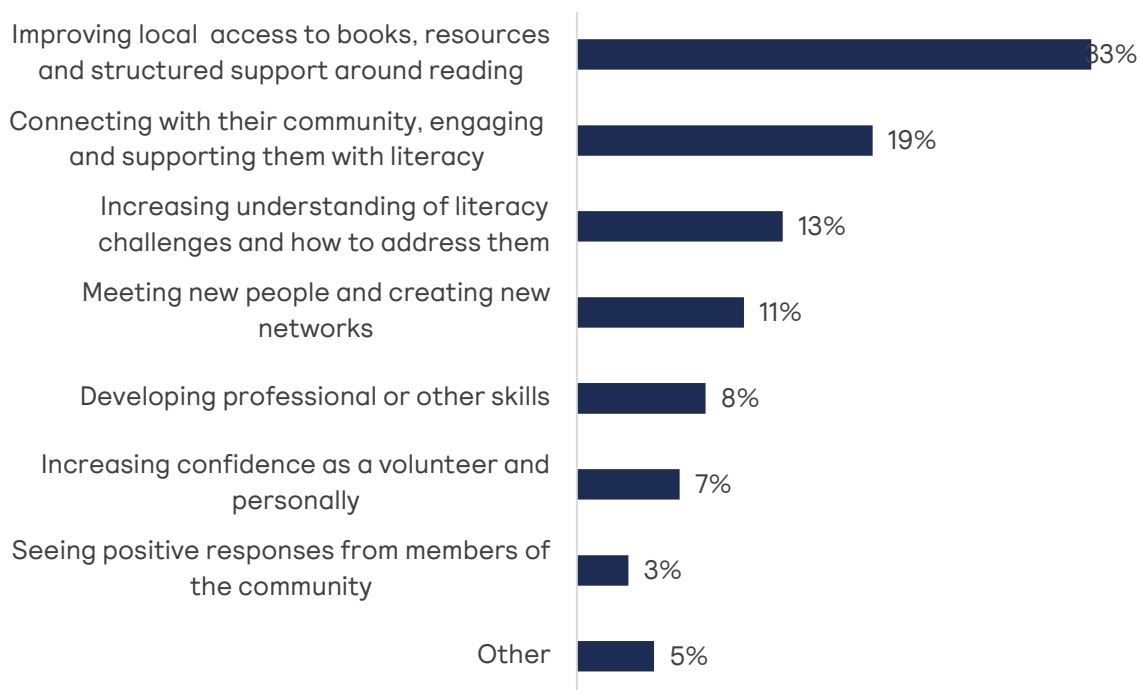 Improving local  access to books, resources
and structured support around reading
33%
Connecting with their community, engaging
and supporting them with literacy
19%
Increasing understanding of literacy
challenges and how to address them
13%
Meeting new people and creating new
networks
11%
Developing professional or other skills
8%
Increasing confidence as a volunteer and
personally
7%
Seeing positive responses from members of
the community
3%
Other
5%